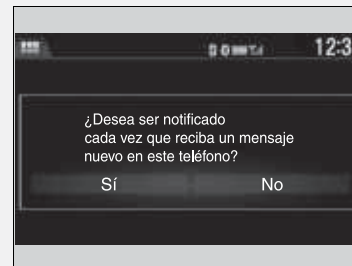 12:3
¿Desea ser notificado
cada vez que reciba un mensaje
nuevo en este teléfono?
Sí No